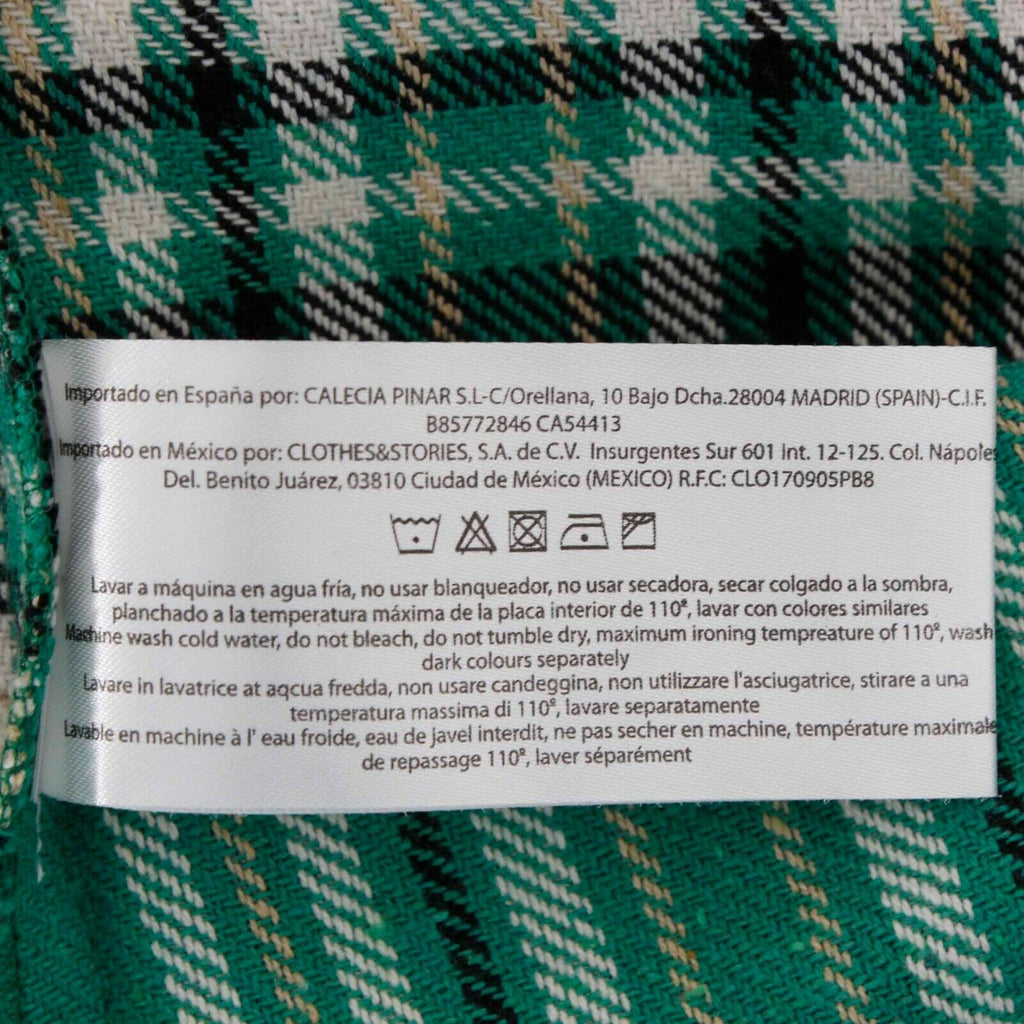 Importado en España por: CALECIA PINAR S.L-C/Orellana, 10 Bajo Dcha.28004 MADRID (SPAIN)-C.I.F.
B85772846 CA54413
Importado en México por: CLOTHES&STORIES, S.A. de C.V. Insurgentes Sur 601 Int. 12-125. Col. Nápoles
Del. Benito Juárez, 03810 Ciudad de México (MEXICO) R.F.C: CLO170905PB8
Lavar a máquina en agua fría, no usar blanqueador, no usar secadora, secar colgado a la sombra,
planchado a la temperatura máxima de la placa interior de 110º, lavar con colores similares
Machine wash cold water, do not bleach, do not tumble dry, maximum ironing tempreature of 110º, wash
dark colours separately
Lavare in lavatrice at aqcua fredda, non usare candeggina, non utilizzare l'asciugatrice, stirare a una
temperatura massima di 110º, lavare separatamente
Lavable en machine à l' eau froide, eau de javel interdit, ne pas secher en machine, température maximale
de repassage 110º, laver séparément